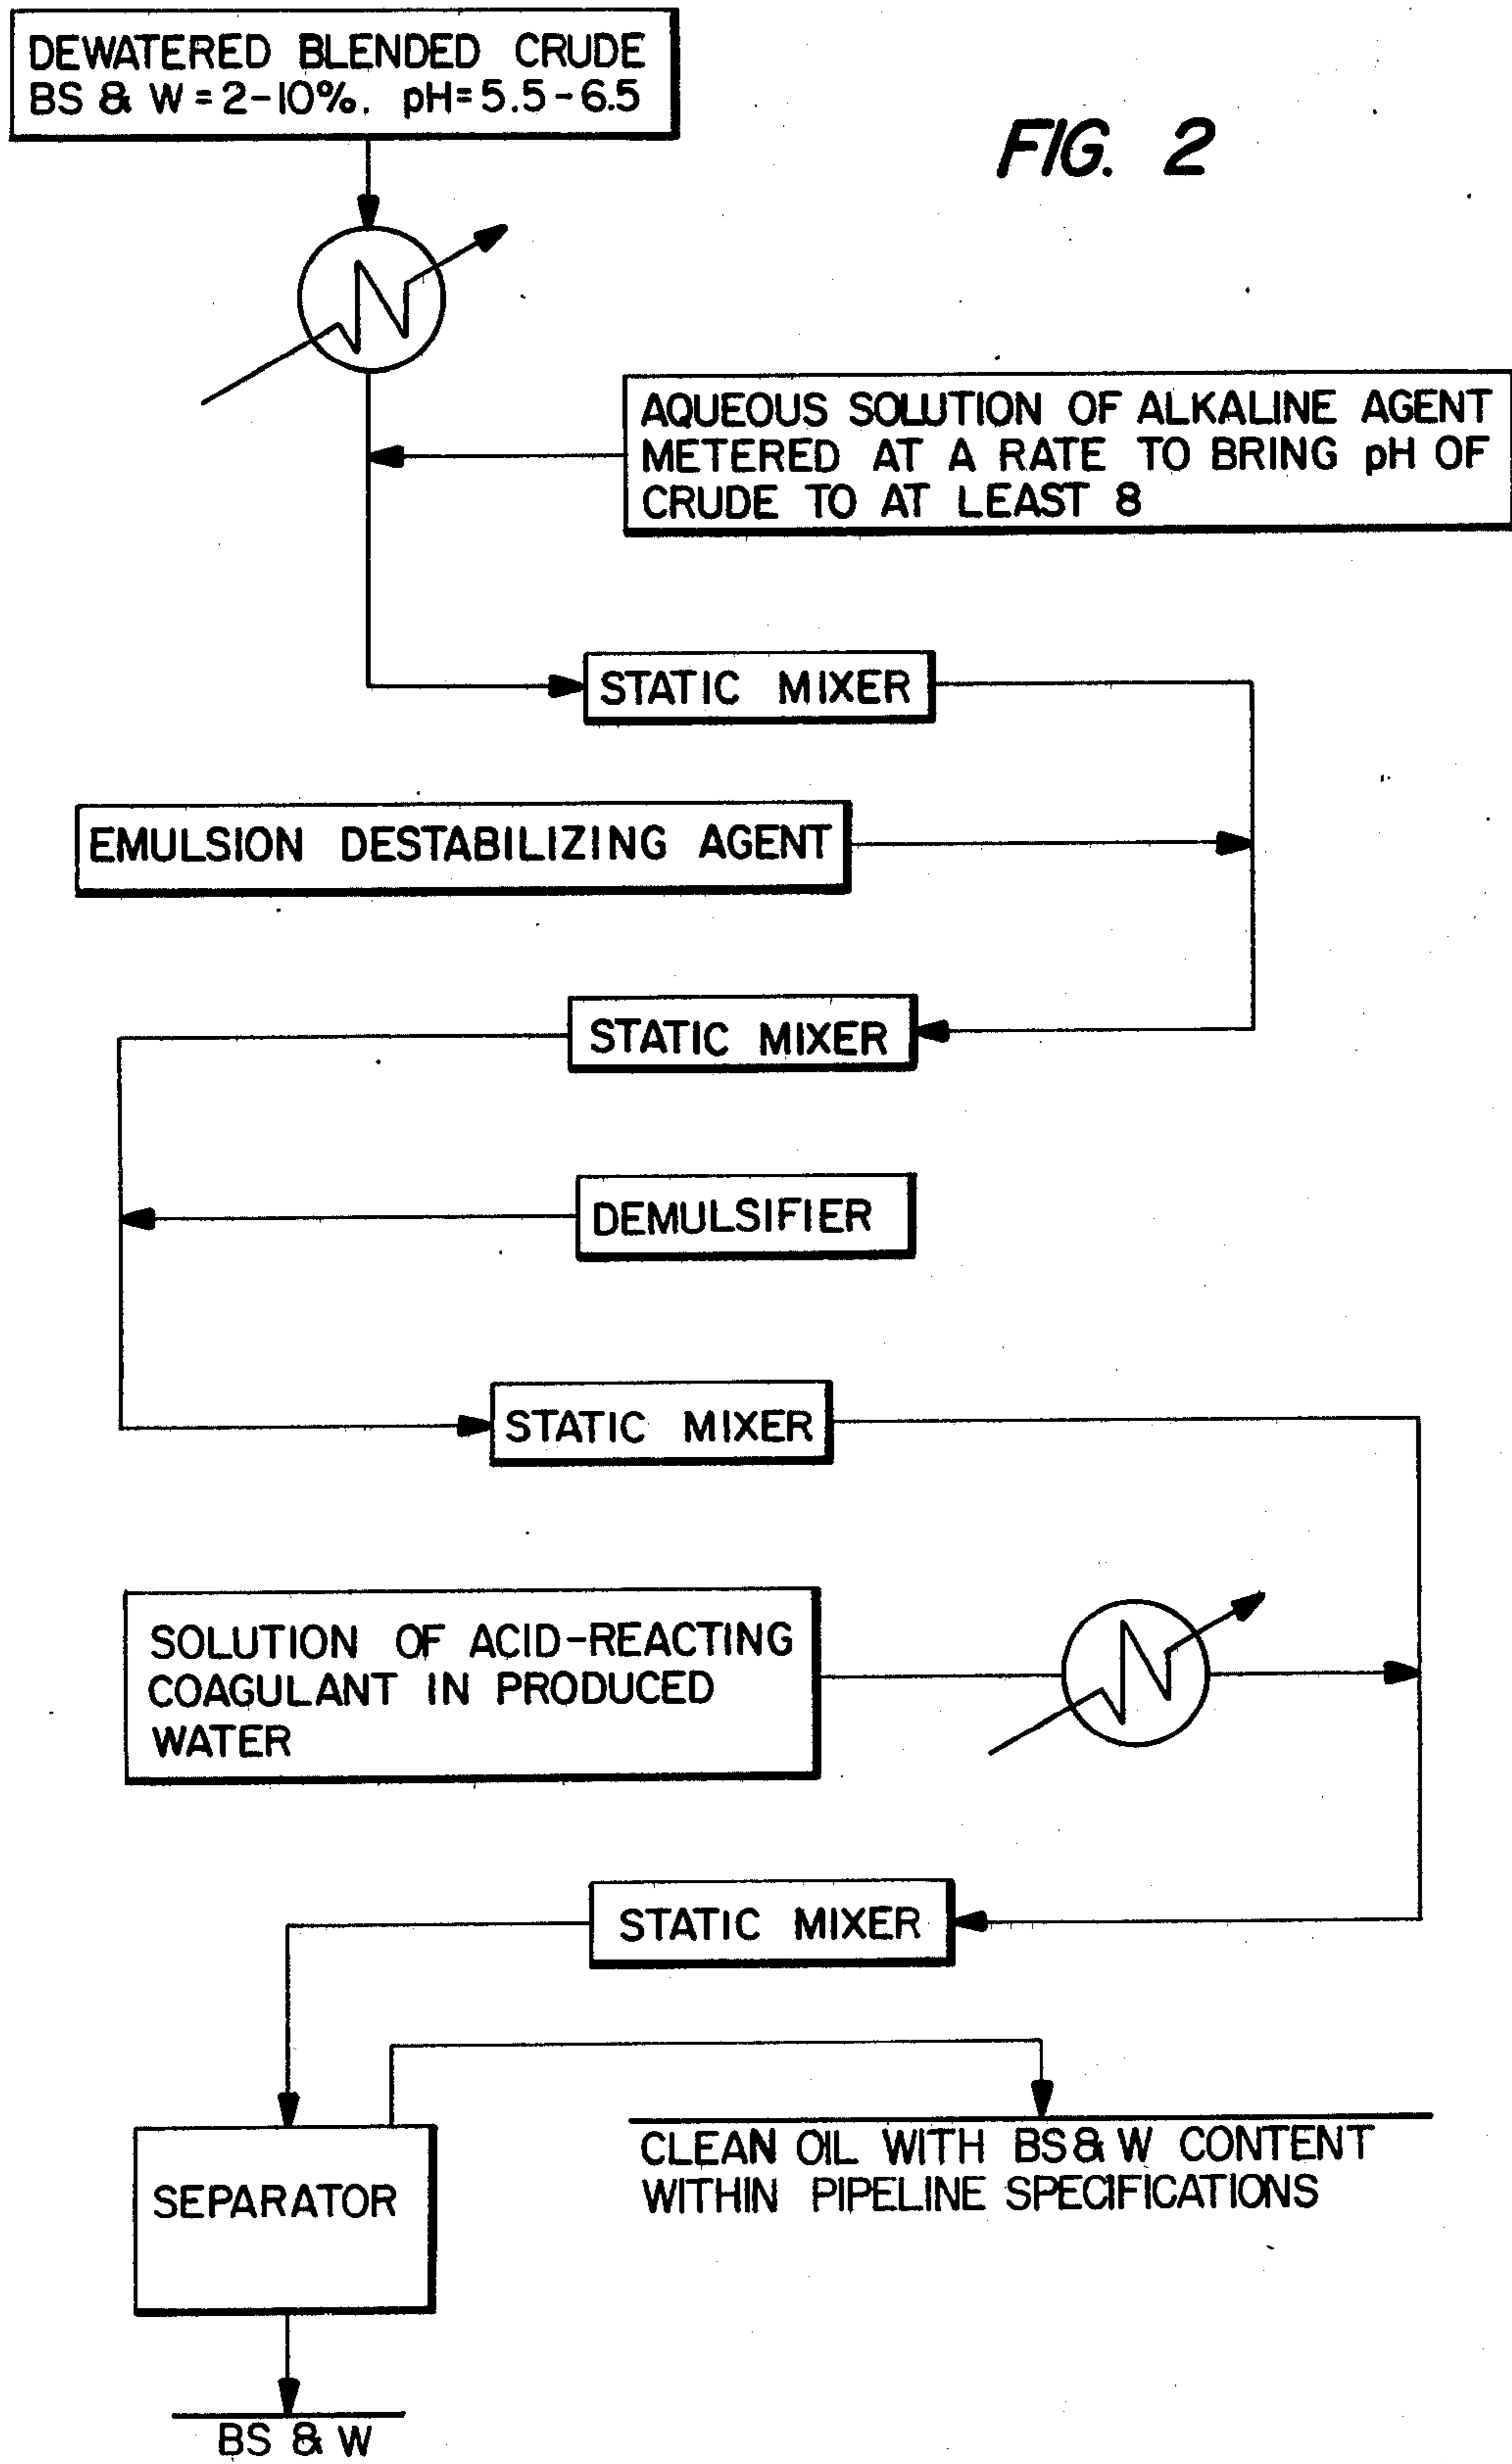 DEWATERED BLENDED CRUDE
BS & W = 2-10%. pH = 5.5-6.5
FIG. 2
AQUEOUS SOLUTION OF ALKALINE AGENT
METERED AT A RATE TO BRING pH OF
CRUDE TO AT LEAST 8
STATIC MIXER
EMULSION DESTABILIZING AGENT
STATIC MIXER
DEMULSIFIER
STATIC MIXER
SOLUTION OF ACID-REACTING
COAGULANT IN PRODUCED
WATER
STATIC MIXER
SEPARATOR
CLEAN OIL WITH BS & W CONTENT
WITHIN PIPELINE SPECIFICATIONS
BS & W